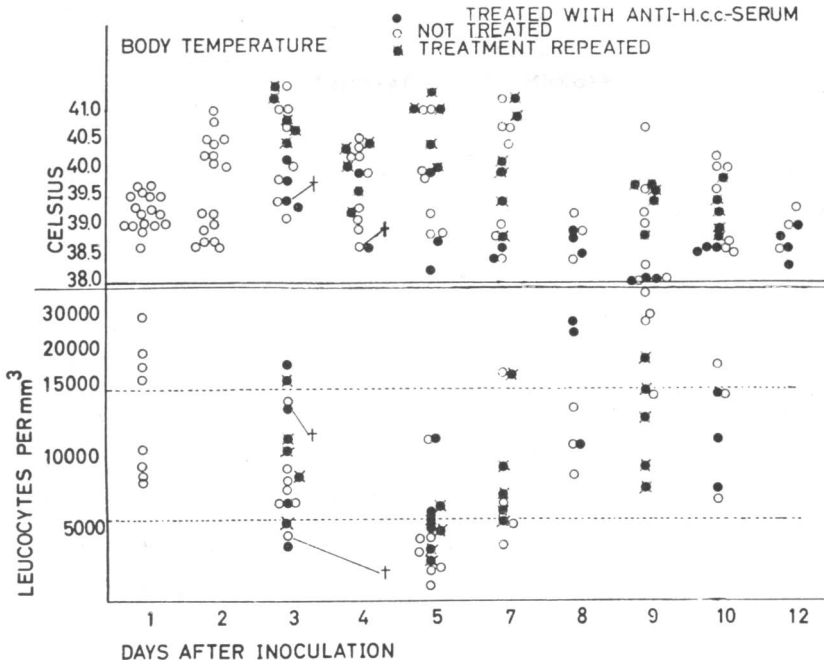 TREATED WITH ANTI-H.c.c.-SERUM
NOT TREATED
TREATMENT REPEATED
BODY TEMPERATURE
CELSIUS
41.0
40.5
40.0
39.5
39.0
38.5
38.0
LEUCOCYTES PER mm³
30000
20000
15000
10000
5000
1 2 3 4 5 7 8 9 10 12
DAYS AFTER INOCULATION